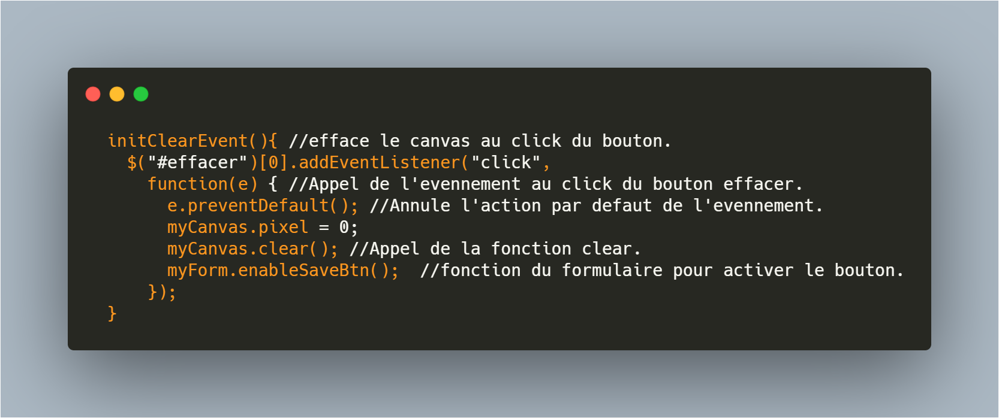 initClearEvent(){ //efface le canvas au click du bouton.
$("#effacer")[0].addEventListener("click",
function(e) { //Appel de l'evennement au click du bouton effacer.
e.preventDefault(); //Annule l'action par defaut de l'evennement.
myCanvas.pixel = 0;
myCanvas.clear(); //Appel de la fonction clear.
myForm.enableSaveBtn();  //fonction du formulaire pour activer le bouton.
});
}